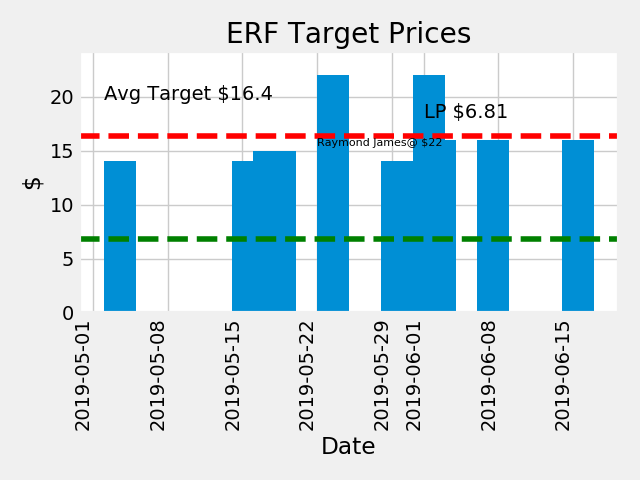 ERF Target Prices
Avg Target $16.4
LP $6.81
Raymond James@ $22
$
20
15
10
5
0
2019-05-01
2019-05-08
2019-05-15
2019-05-22
2019-05-29
2019-06-01
2019-06-08
2019-06-15
Date